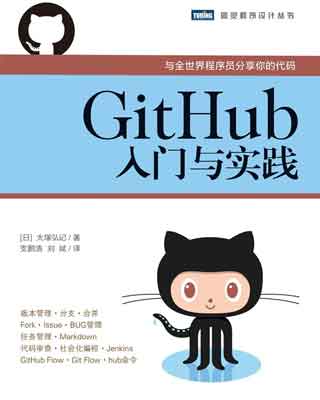 TURING 图灵程序设计丛书
与全世界程序员分享你的代码
GitHub
入门与实践
[日] 大塚弘记 / 著
支鹏浩 刘斌 / 译
版本管理・分支・合并
Fork・Issue・BUG管理
任务管理・Markdown
代码审查・社会化编程・Jenkins
GitHub Flow・Git Flow・hub命令